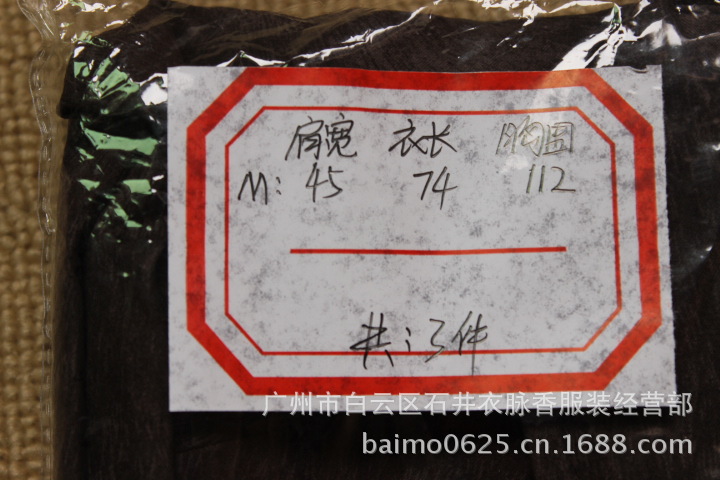 肩宽 衣长 胸围
M: 45 74 112
共:3件
广州市白云区石井衣脉香服装经营部
baimo0625.cn.1688.com